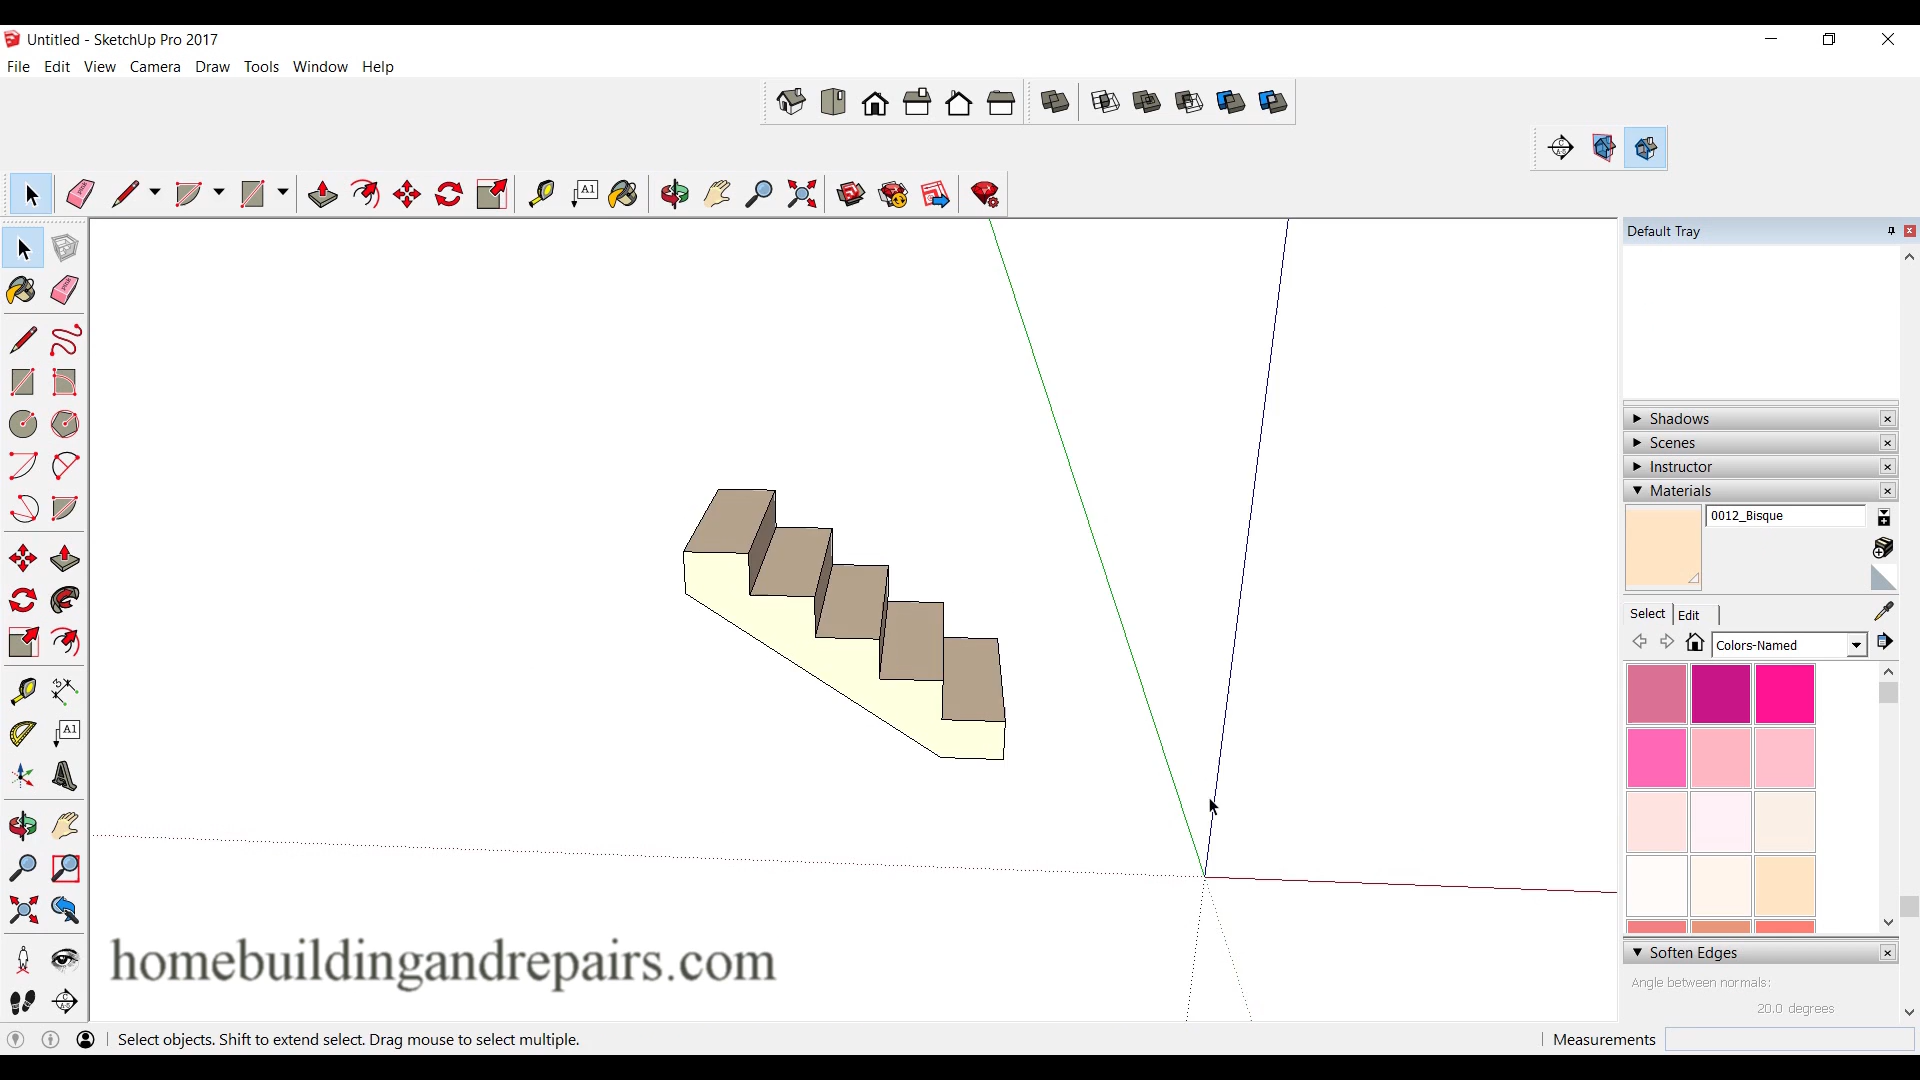 Untitled - SketchUp Pro 2017
File Edit View Camera Draw Tools Window Help
A1
Default Tray
Shadows
Scenes
Instructor
Materials
0012_Bisque
Select Edit
Colors-Named
A1
Soften Edges
Angle between normals:
20.0 degrees
homebuildingandrepairs.com
Select objects. Shift to extend select. Drag mouse to select multiple.
Measurements